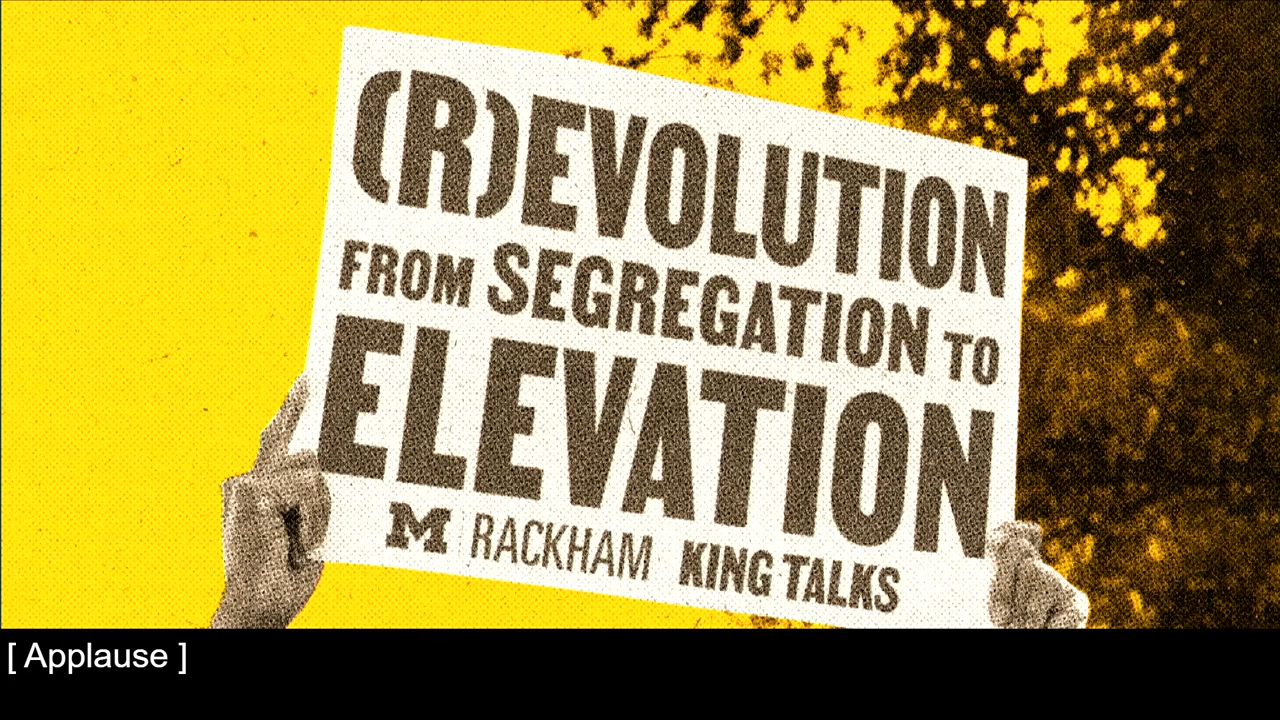 (R)EVOLUTION
FROM SEGREGATION TO
ELEVATION
M | RACKHAM KING TALKS
[ Applause ]